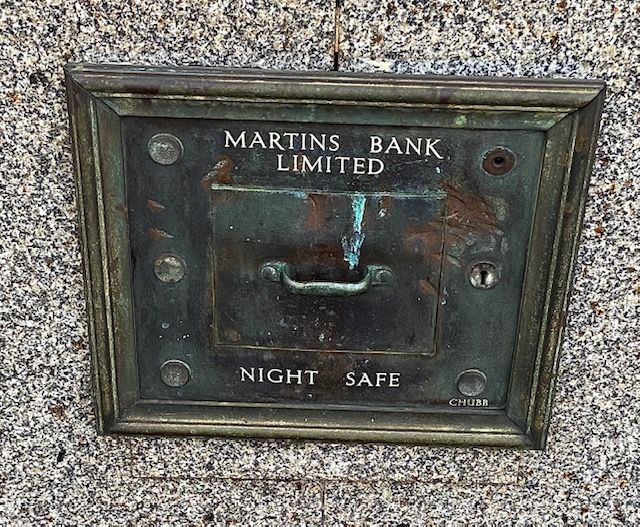 MARTINS BANK
LIMITED
NIGHT SAFE
CHUBB